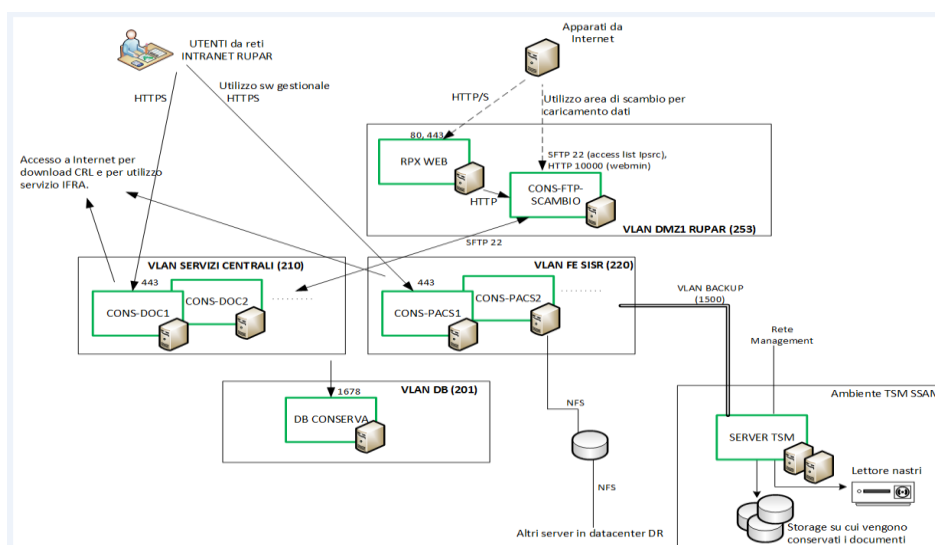 UTENTI da reti
INTRANET RUPAR
Apparati da
Internet
HTTPS
Utilizzo sw gestionale
HTTPS
HTTP/S
Utilizzo area di scambio per
caricamento dati
80, 443
RPX WEB
SFTP 22 (access list Ipsrc),
HTTP 10000 (webmin)
CONS-FTP-
SCAMBIO
HTTP
VLAN DMZ1 RUPAR (253)
Accesso a Internet per
download CRL e per utilizzo
servizio IFRA.
SFTP 22
VLAN SERVIZI CENTRALI (210)
443
CONS-DOC2
CONS-DOC1
.........
VLAN FE SISR (220)
443
CONS-PACS2
CONS-PACS1
.........
VLAN BACKUP
(1500)
Rete
Management
VLAN DB (201)
1678
DB CONSERVA
NFS
NFS
Altri server in datacenter DR
Ambiente TSM SSAM
SERVER TSM
Lettore nastri
Storage su cui vengono
conservati i documenti